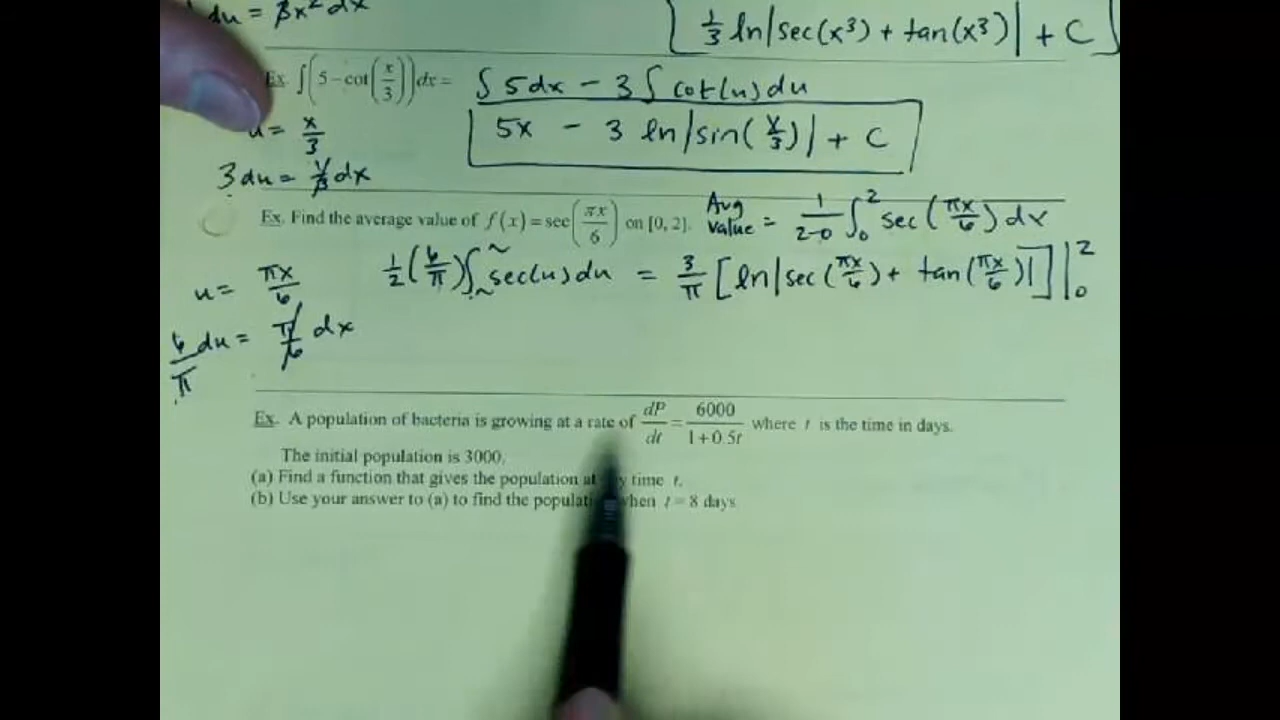 du = 3x² dx
⅓ ln|sec(x³) + tan(x³)| + C
Ex. ∫(5 − cot(x/3))dx = ∫ 5dx − 3 ∫ cot(u) du
u = x/3
5x − 3 ln|sin(x/3)| + C
3 du = 1/3 dx
Ex. Find the average value of f(x) = sec(πx/6) on [0, 2]. Avg Value = 1/(2-0) ∫₀² sec(πx/6) dx
u = πx/6
½ (6/π) ∫ sec(u) du = 3/π [ln|sec(πx/6) + tan(πx/6)|]|₀²
6/π du = π/6 dx
Ex. A population of bacteria is growing at a rate of dP/dt = 6000/(1+0.5t) where t is the time in days.
The initial population is 3000.
(a) Find a function that gives the population at time t.
(b) Use your answer to (a) to find the when t = 8 days